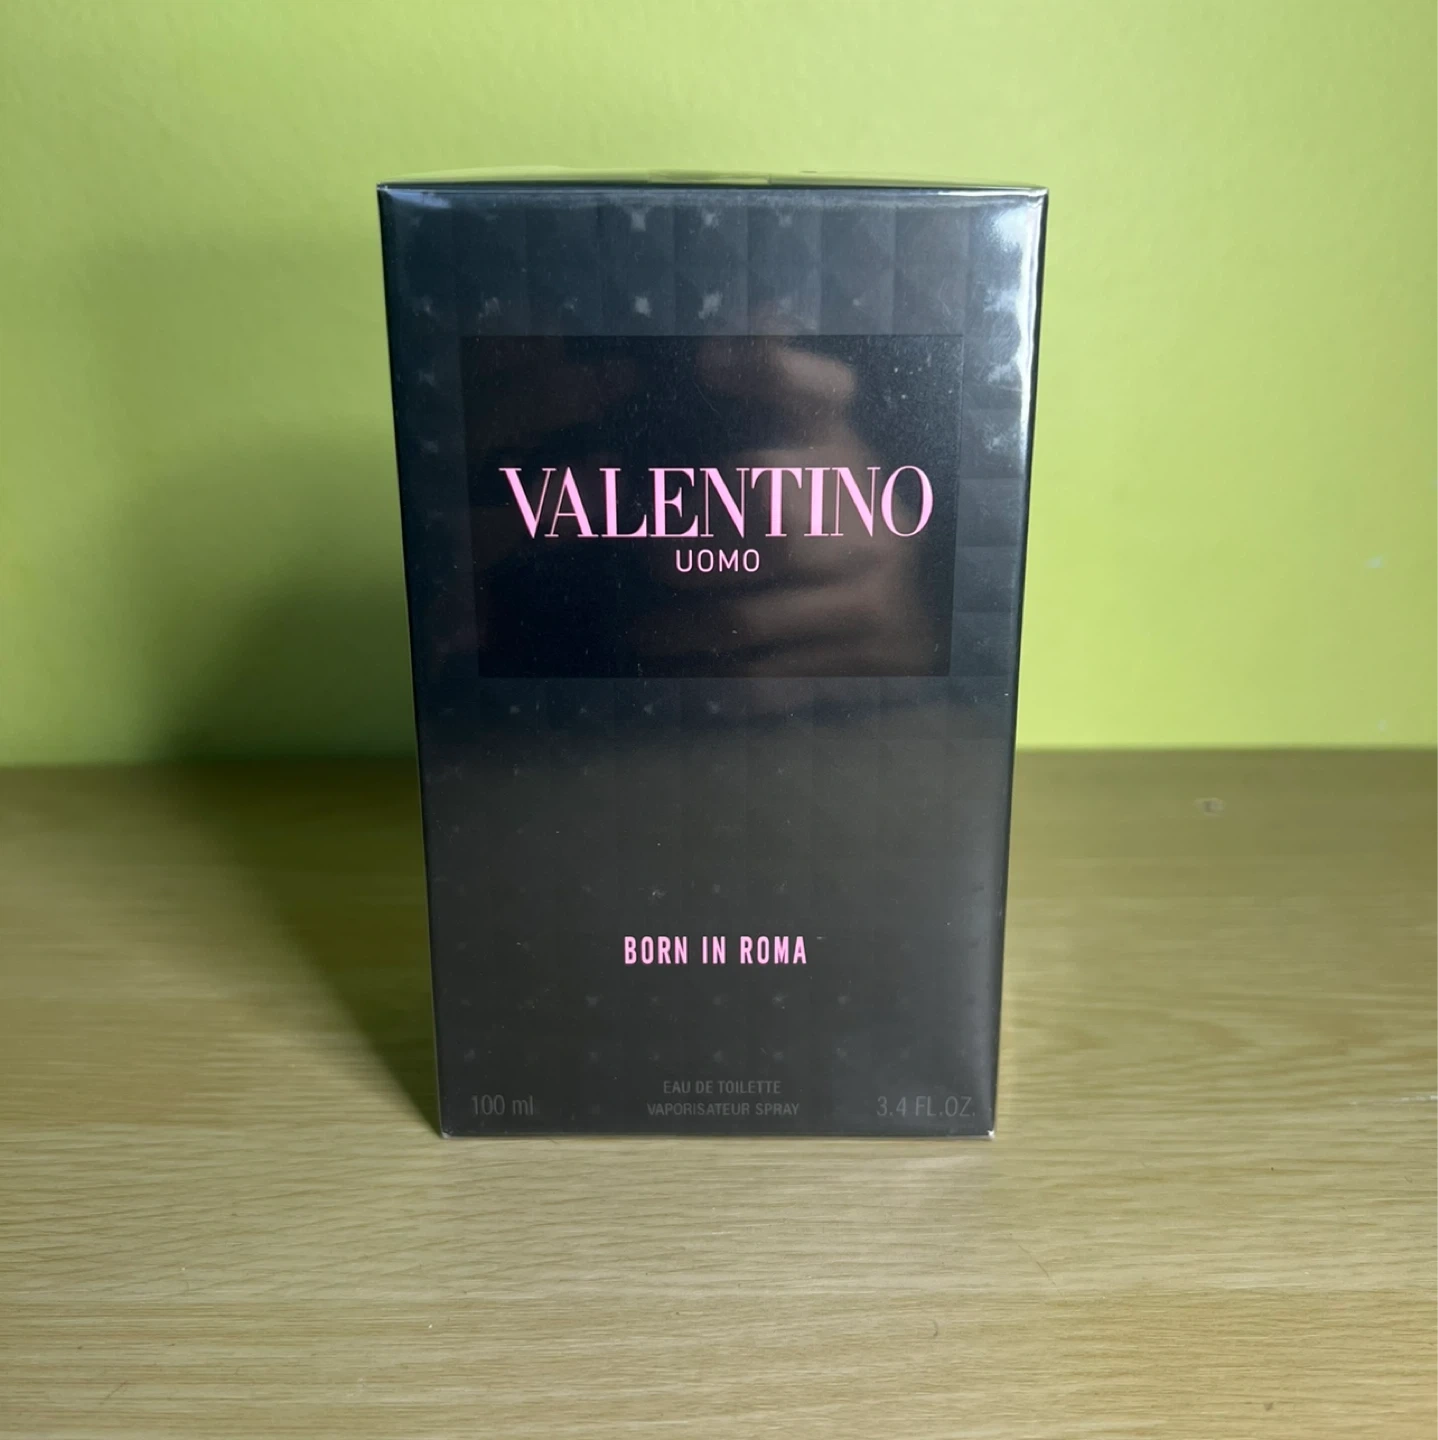 VALENTINO
UOMO
BORN IN ROMA
EAU DE TOILETTE
100 ml VAPORISATEUR SPRAY 3.4 FL.OZ.